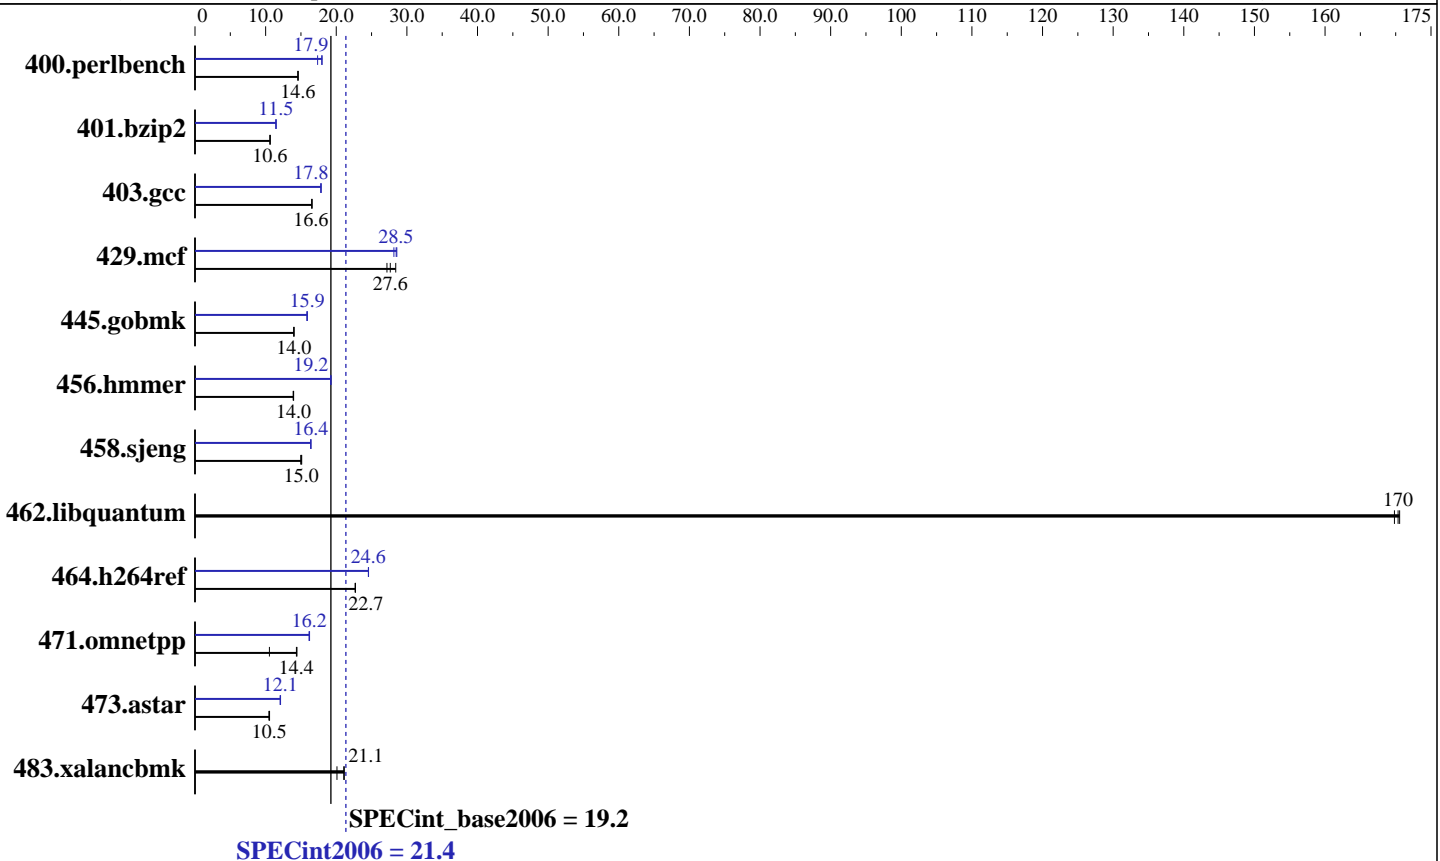 0 10.0 20.0 30.0 40.0 50.0 60.0 70.0 80.0 90.0 100 110 120 130 140 150 160 175
17.9
400.perlbench
14.6
11.5
401.bzip2
10.6
17.8
403.gcc
16.6
28.5
429.mcf
27.6
15.9
445.gobmk
14.0
19.2
456.hmmer
14.0
16.4
458.sjeng
15.0
170
462.libquantum
24.6
464.h264ref
22.7
16.2
471.omnetpp
14.4
12.1
473.astar
10.5
21.1
483.xalancbmk
SPECint_base2006 = 19.2
SPECint2006 = 21.4